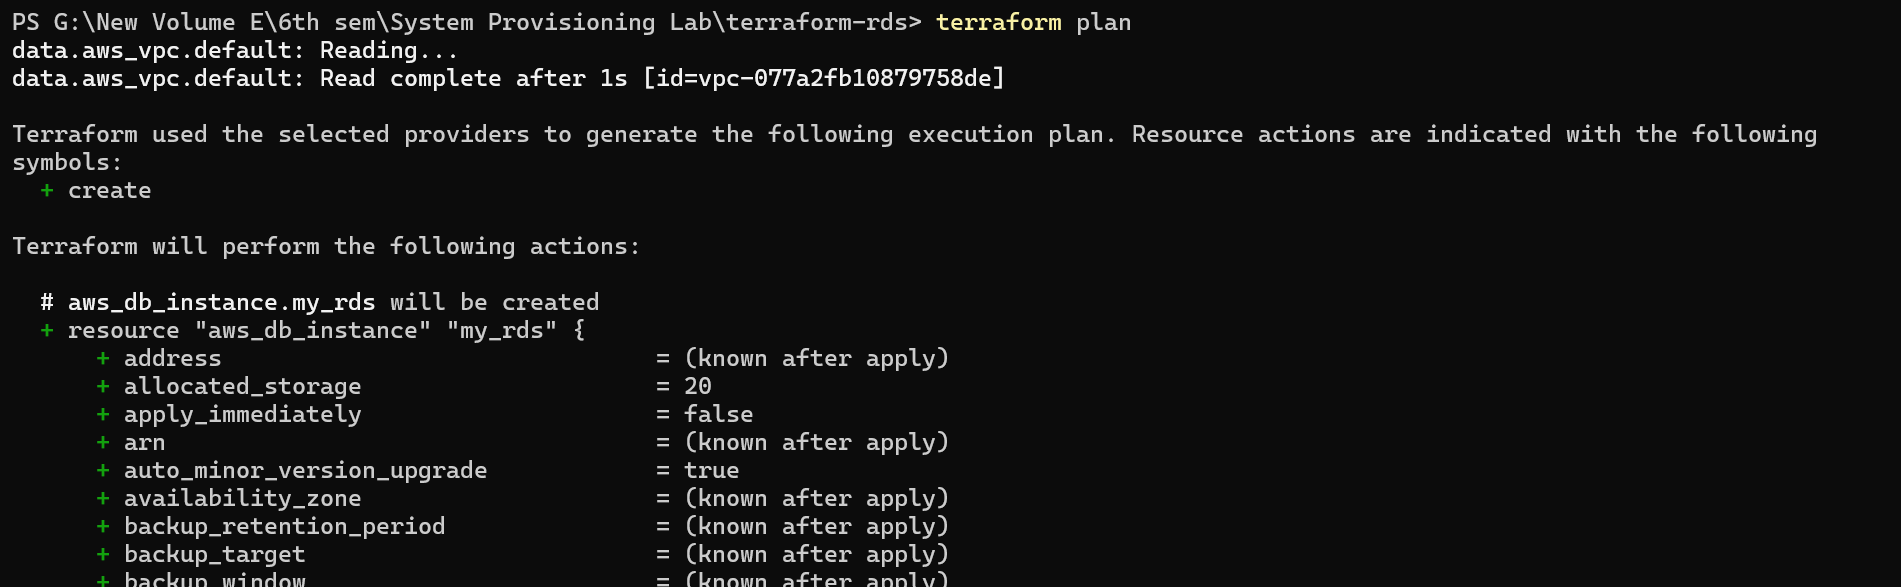 PS G:\New Volume E\6th sem\System Provisioning Lab\terraform-rds> terraform plan
data.aws_vpc.default: Reading...
data.aws_vpc.default: Read complete after 1s [id=vpc-077a2fb10879758de]
Terraform used the selected providers to generate the following execution plan. Resource actions are indicated with the following
symbols:
+ create
Terraform will perform the following actions:
# aws_db_instance.my_rds will be created
+ resource "aws_db_instance" "my_rds" {
+ address = (known after apply)
+ allocated_storage = 20
+ apply_immediately = false
+ arn = (known after apply)
+ auto_minor_version_upgrade = true
+ availability_zone = (known after apply)
+ backup_retention_period = (known after apply)
+ backup_target = (known after apply)
+ backup_window = (known after apply)